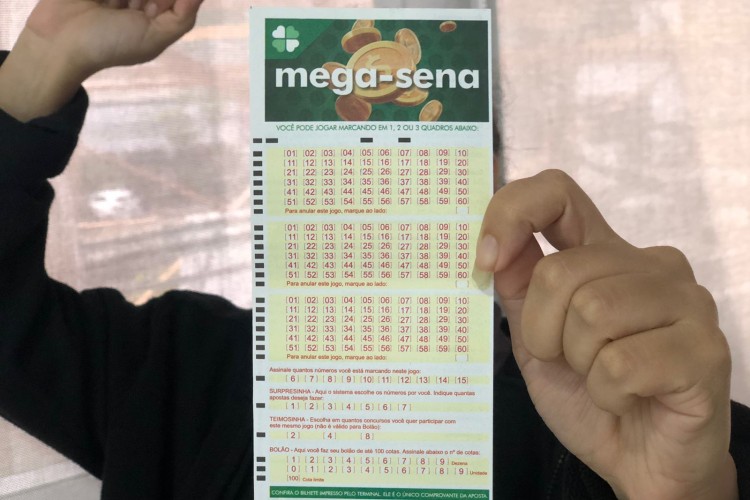 mega-sena
VOCÊ PODE JOGAR MARCANDO EM 1, 2 OU 3 QUADROS ABAIXO:
[01] [02] [03] [04] [05] [06] [07] [08] [09] [10]
[11] [12] [13] [14] [15] [16] [17] [18] [19] [20]
[21] [22] [23] [24] [25] [26] [27] [28] [29] [30]
[31] [32] [33] [34] [35] [36] [37] [38] [39] [40]
[41] [42] [43] [44] [45] [46] [47] [48] [49] [50]
[51] [52] [53] [54] [55] [56] [57] [58] [59] [60]
Para anular este jogo, marque ao lado: [ ]
[01] [02] [03] [04] [05] [06] [07] [08] [09] [10]
[11] [12] [13] [14] [15] [16] [17] [18] [19] [20]
[21] [22] [23] [24] [25] [26] [27] [28] [29] [30]
[31] [32] [33] [34] [35] [36] [37] [38] [39] [40]
[41] [42] [43] [44] [45] [46] [47] [48] [49] [50]
[51] [52] [53] [54] [55] [56] [57] [58] [59] [60]
Para anular este jogo, marque ao lado: [ ]
[01] [02] [03] [04] [05] [06] [07] [08] [09] [10]
[11] [12] [13] [14] [15] [16] [17] [18] [19] [20]
[21] [22] [23] [24] [25] [26] [27] [28] [29] [30]
[31] [32] [33] [34] [35] [36] [37] [38] [39] [40]
[41] [42] [43] [44] [45] [46] [47] [48] [49] [50]
[51] [52] [53] [54] [55] [56] [57] [58] [59] [60]
Para anular este jogo, marque ao lado: [ ]
Assinale quantos números você está marcando neste jogo:
[6] [7] [8] [9] [10] [11] [12] [13] [14] [15]
SURPRESINHA - Aqui o sistema escolhe os números por você. Indique quantas
apostas deseja fazer:
[1] [2] [3] [4] [5] [6] [7]
TEIMOSINHA - Escolha em quantos concursos você quer participar com
este mesmo jogo (não é válido para Bolão):
[2] [4] [8]
BOLÃO - Aqui você faz seu bolão de até 100 cotas. Assinale abaixo o nº de cotas:
[1] [2] [3] [4] [5] [6] [7] [8] [9] Dezena
[0] [1] [2] [3] [4] [5] [6] [7] [8] [9] Unidade
[100] Cota limite
CONFIRA O BILHETE IMPRESSO PELO TERMINAL. ELE É O ÚNICO COMPROVANTE DA APOSTA